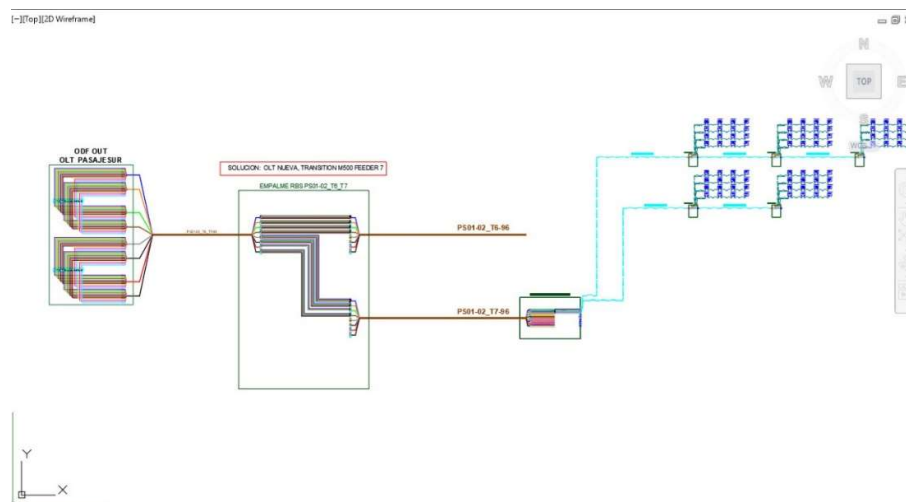 [−][Top][2D Wireframe]
N
W
TOP
E
S
ODF OUT
OLT PASAJESUR
SOLUCION: OLT NUEVA, TRANSITION M500 FEEDER 7
EMPALME RBS PS01-02_T6_T7
PS01-02_T6-96
PS01-02_T7-96
Y
X